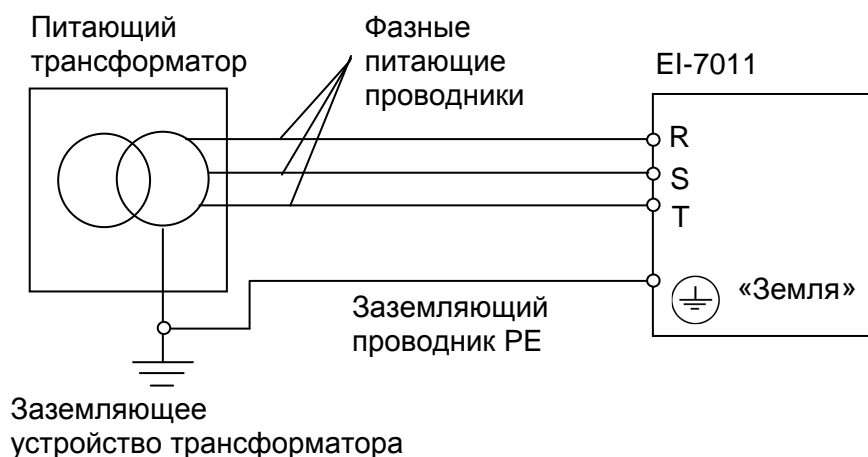 Питающий
трансформатор
Фазные
питающие
проводники
EI-7011
R
S
T
«Земля»
Заземляющий
проводник PE
Заземляющее
устройство трансформатора